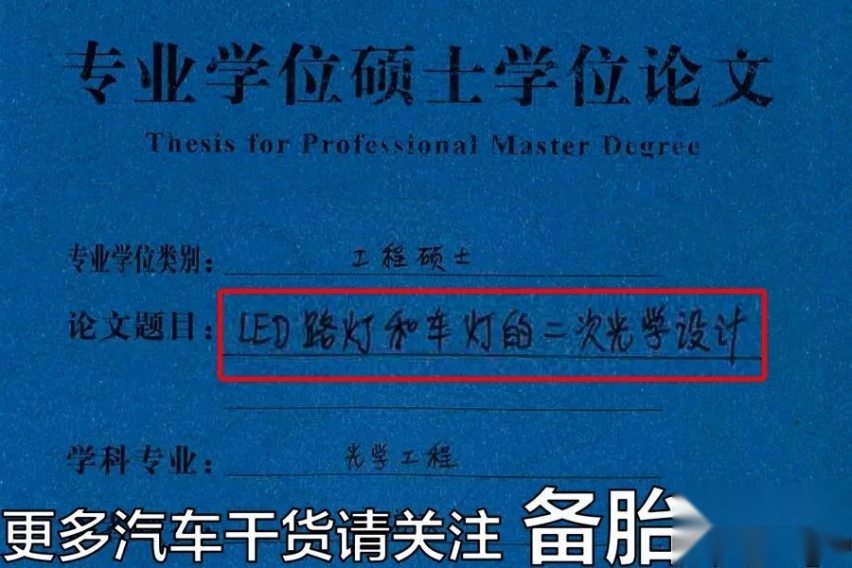 专业学位硕士学位论文
Thesis for Professional Master Degree
专业学位类别: 工程硕士
论文题目: LED路灯和车灯的二次光学设计
学科专业: 光学工程
更多汽车干货请关注 备胎